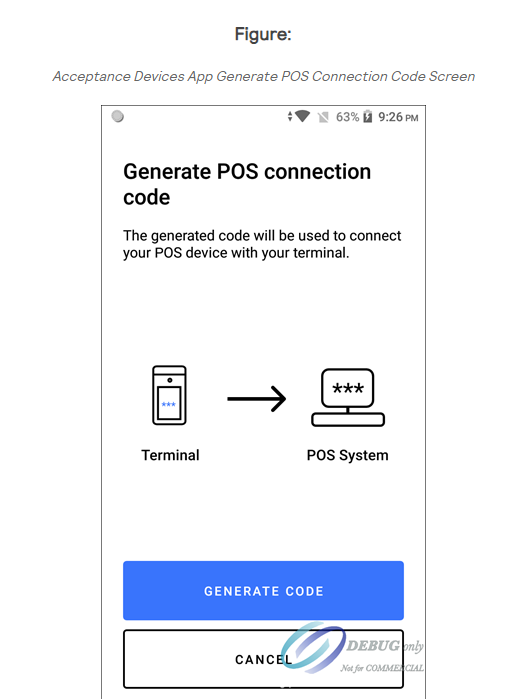 Figure:
Acceptance Devices App Generate POS Connection Code Screen
63% 9:26 PM
Generate POS connection
code
The generated code will be used to connect
your POS device with your terminal.
*** ***
Terminal POS System
GENERATE CODE
DEBUG only
CANCEL
Not for COMMERCIAL